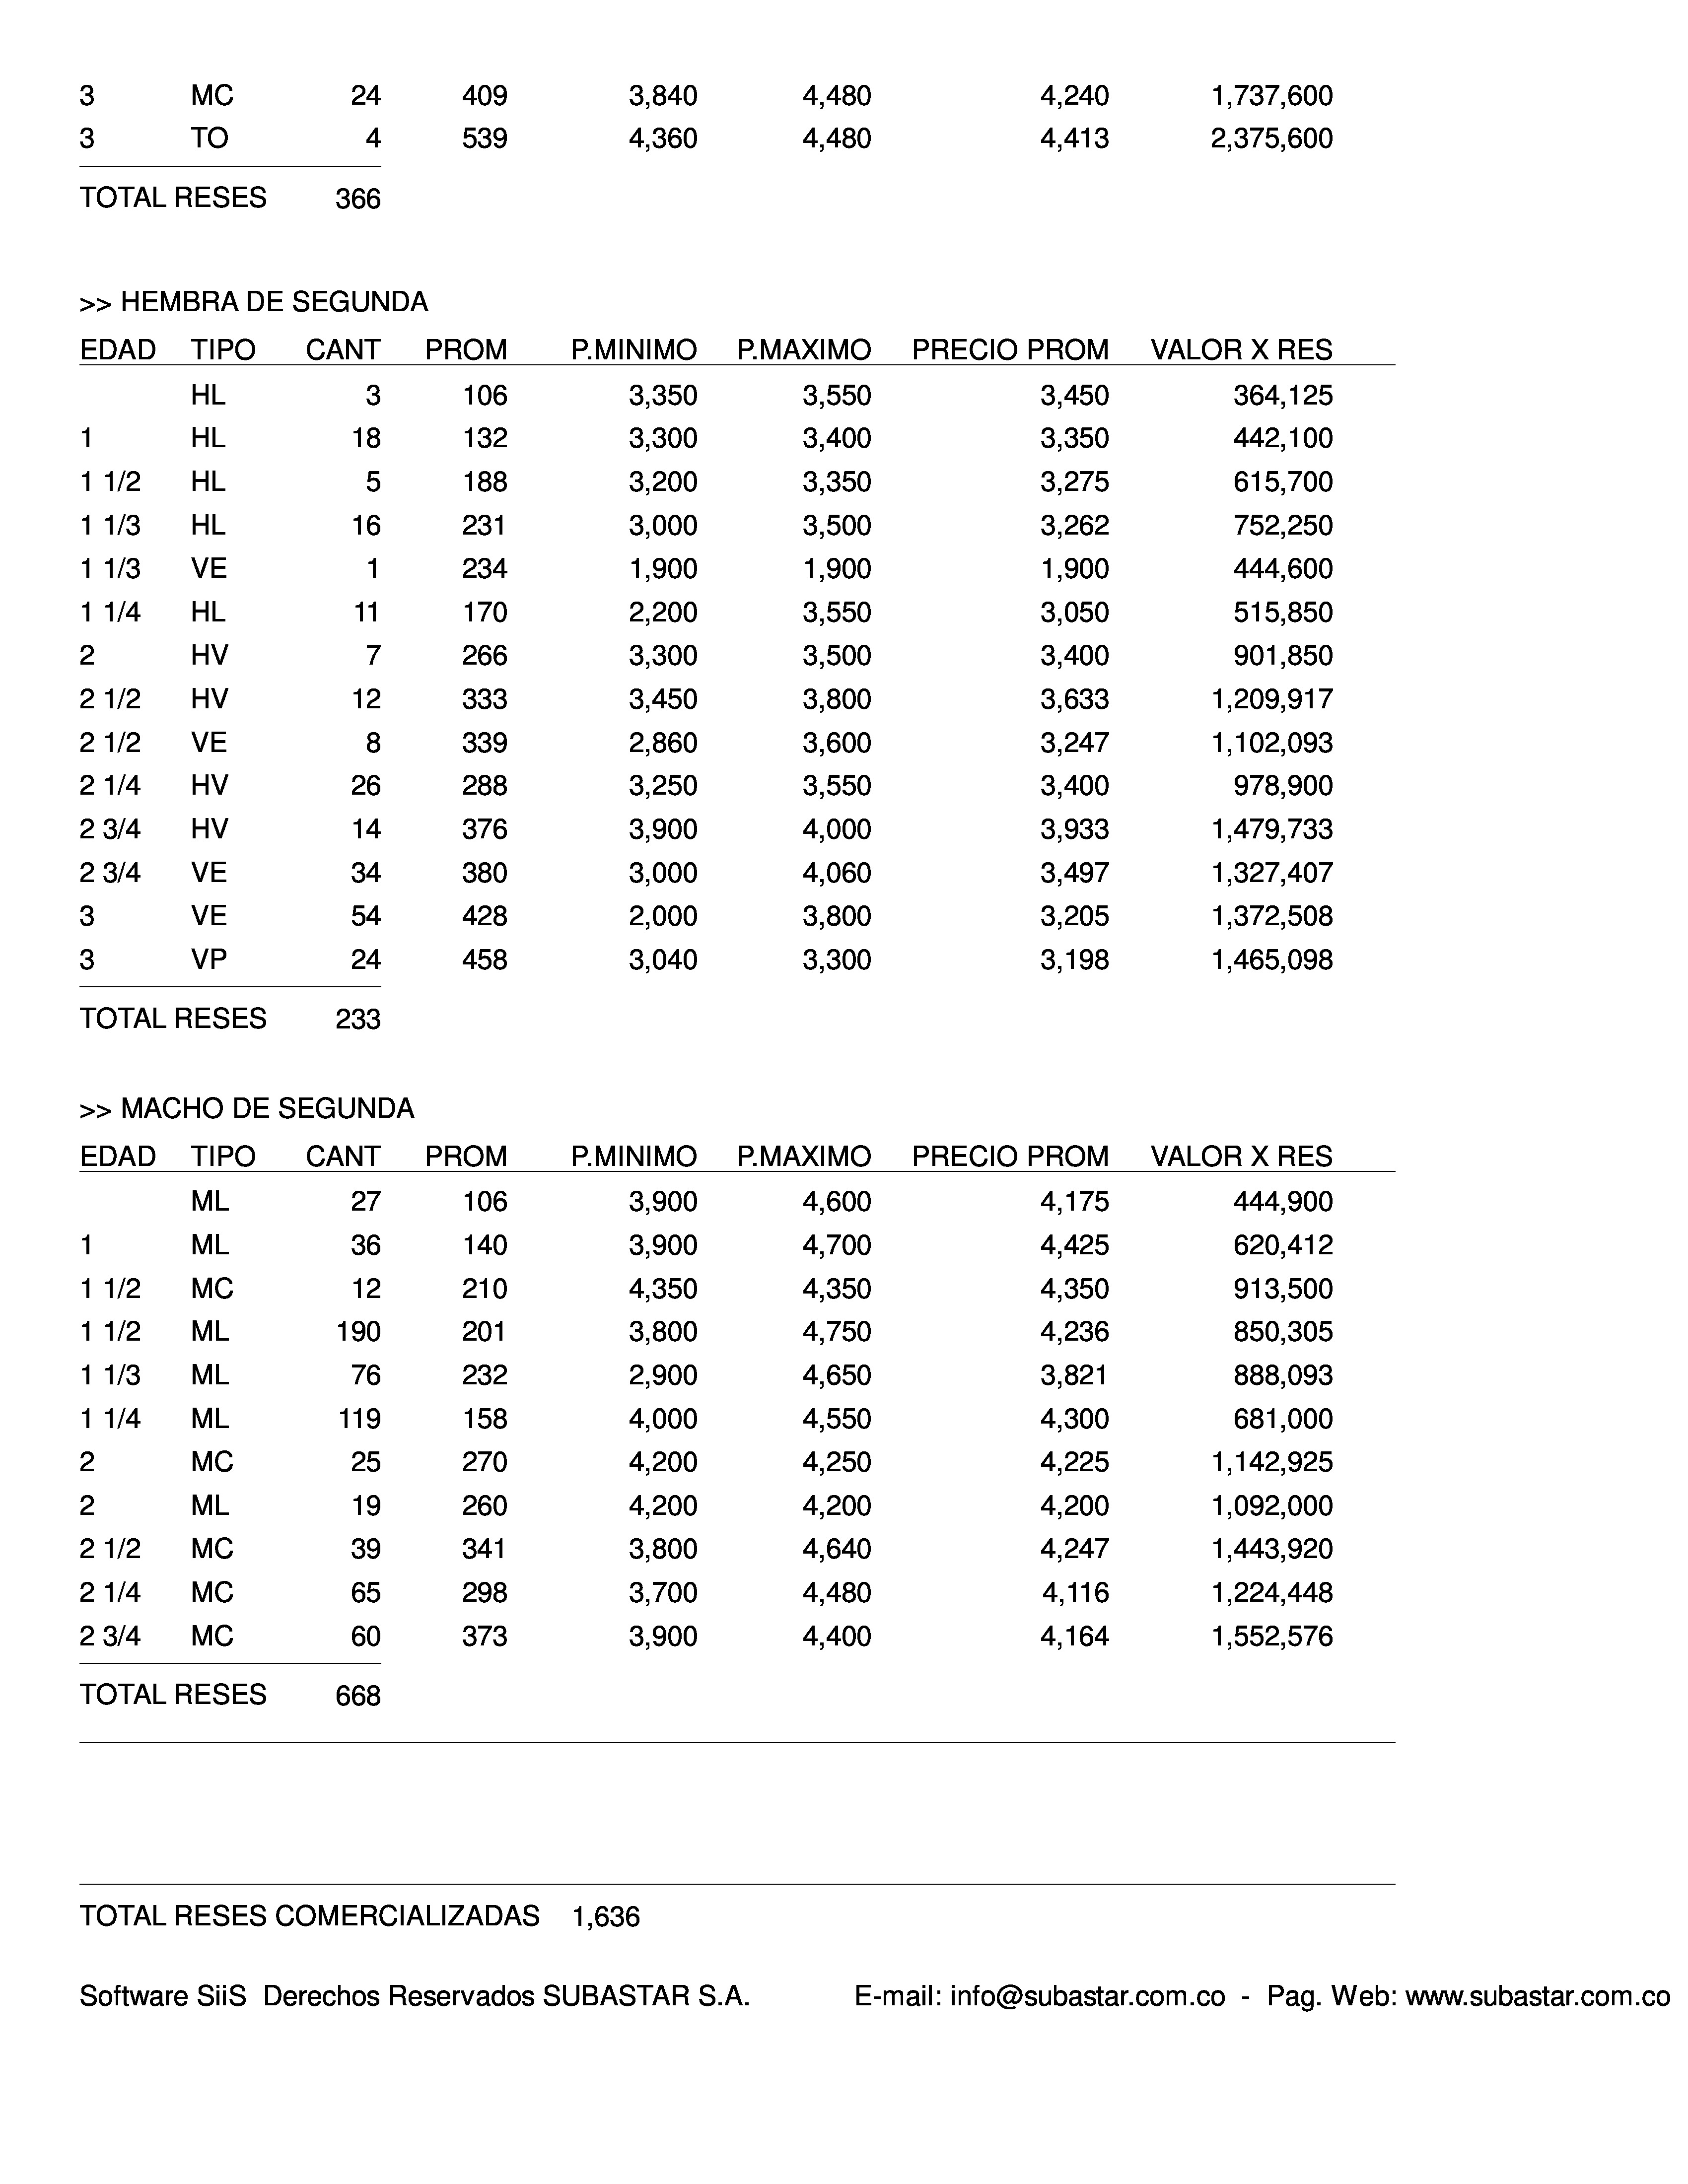 3 MC 24 409 3,840 4,480 4,240 1,737,600
3 TO 4 539 4,360 4,480 4,413 2,375,600
TOTAL RESES 366
>> HEMBRA DE SEGUNDA
EDAD TIPO CANT PROM P.MINIMO P.MAXIMO PRECIO PROM VALOR X RES
HL 3 106 3,350 3,550 3,450 364,125
1 HL 18 132 3,300 3,400 3,350 442,100
1 1/2 HL 5 188 3,200 3,350 3,275 615,700
1 1/3 HL 16 231 3,000 3,500 3,262 752,250
1 1/3 VE 1 234 1,900 1,900 1,900 444,600
1 1/4 HL 11 170 2,200 3,550 3,050 515,850
2 HV 7 266 3,300 3,500 3,400 901,850
2 1/2 HV 12 333 3,450 3,800 3,633 1,209,917
2 1/2 VE 8 339 2,860 3,600 3,247 1,102,093
2 1/4 HV 26 288 3,250 3,550 3,400 978,900
2 3/4 HV 14 376 3,900 4,000 3,933 1,479,733
2 3/4 VE 34 380 3,000 4,060 3,497 1,327,407
3 VE 54 428 2,000 3,800 3,205 1,372,508
3 VP 24 458 3,040 3,300 3,198 1,465,098
TOTAL RESES 233
>> MACHO DE SEGUNDA
EDAD TIPO CANT PROM P.MINIMO P.MAXIMO PRECIO PROM VALOR X RES
ML 27 106 3,900 4,600 4,175 444,900
1 ML 36 140 3,900 4,700 4,425 620,412
1 1/2 MC 12 210 4,350 4,350 4,350 913,500
1 1/2 ML 190 201 3,800 4,750 4,236 850,305
1 1/3 ML 76 232 2,900 4,650 3,821 888,093
1 1/4 ML 119 158 4,000 4,550 4,300 681,000
2 MC 25 270 4,200 4,250 4,225 1,142,925
2 ML 19 260 4,200 4,200 4,200 1,092,000
2 1/2 MC 39 341 3,800 4,640 4,247 1,443,920
2 1/4 MC 65 298 3,700 4,480 4,116 1,224,448
2 3/4 MC 60 373 3,900 4,400 4,164 1,552,576
TOTAL RESES 668
TOTAL RESES COMERCIALIZADAS 1,636
Software SiiS Derechos Reservados SUBASTAR S.A. E-mail: info@subastar.com.co - Pag. Web: www.subastar.com.co